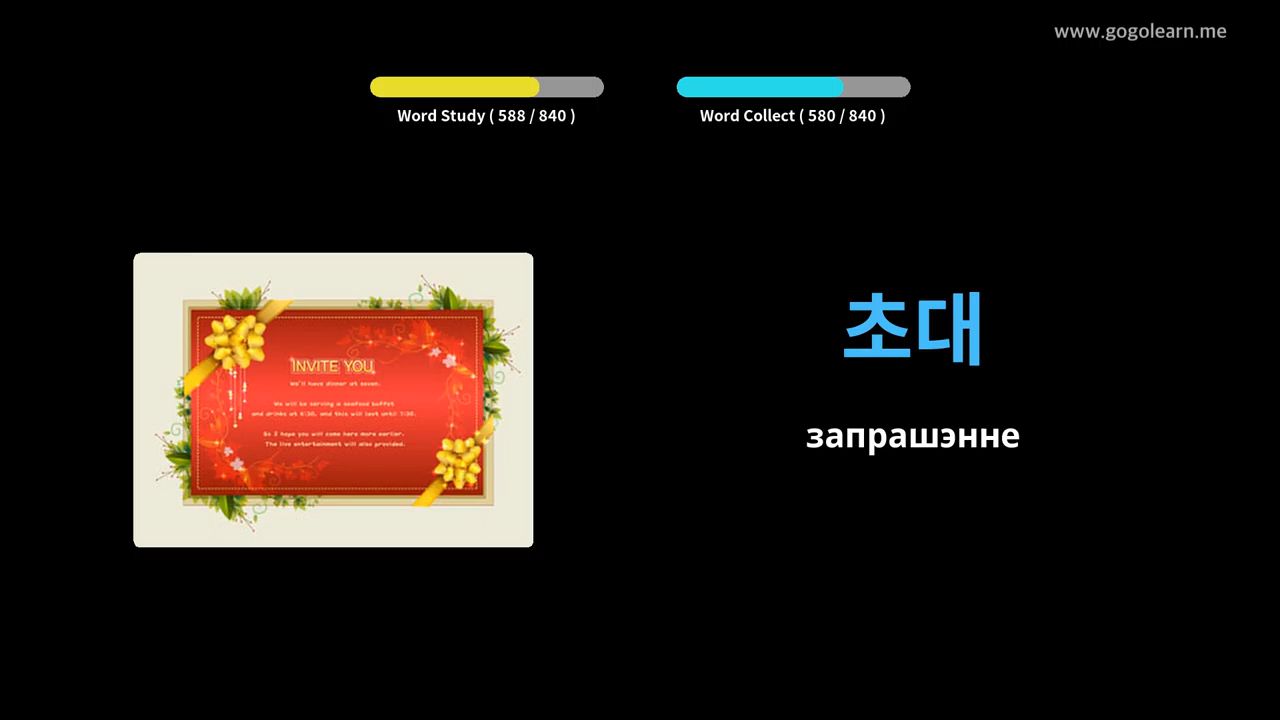 www.gogolearn.me
Word Study ( 588 / 840 )
Word Collect ( 580 / 840 )
INVITE YOU
We'll have dinner at seven.
We will be serving a seafood buffet
and drinks at 6:30, and this will last until 7:30.
So I hope you will come here more earlier.
The live entertainment will also provided.
초대
запрашэнне